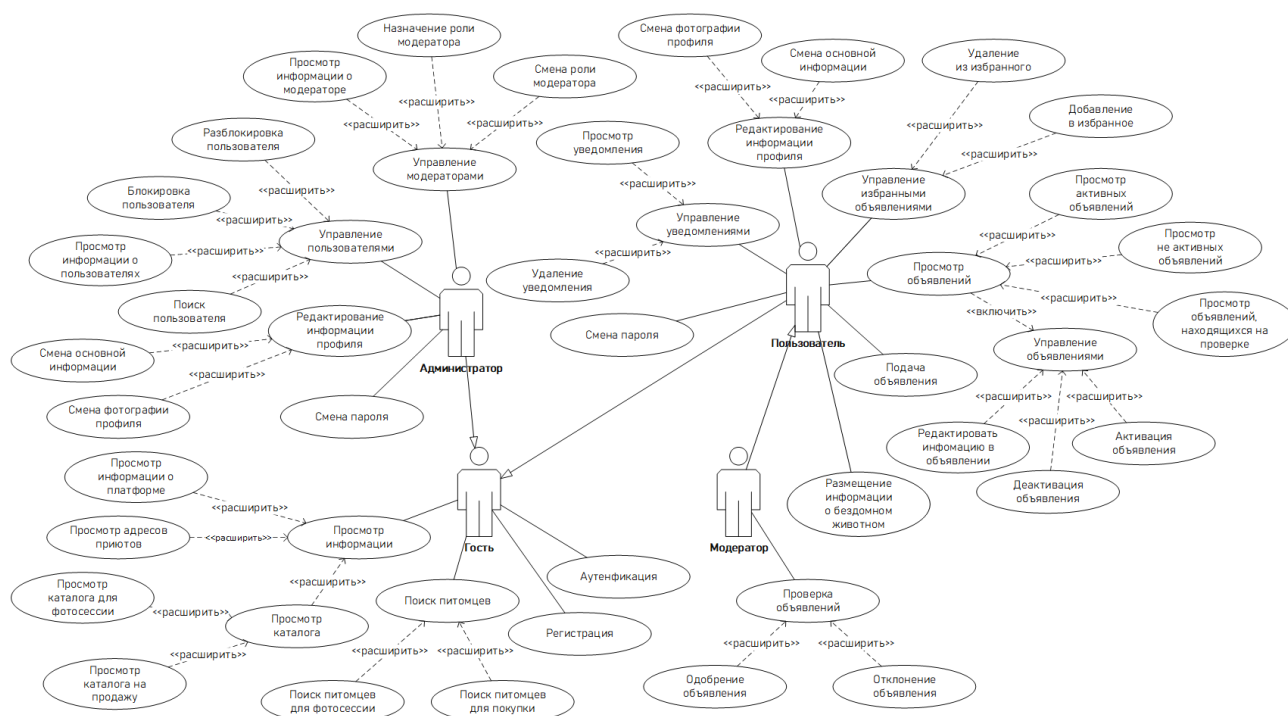 Назначение роли
модератора
Просмотр
информации о
модераторе
Смена роли
модератора
<<расширить>>
<<расширить>>
<<расширить>>
Управление
модераторами
Разблокировка
пользователя
<<расширить>>
Блокировка
пользователя
<<расширить>>
Управление
пользователями
Просмотр
информации о
пользователях
<<расширить>>
<<расширить>>
Поиск
пользователя
Редактирование
информации
профиля
Смена основной
информации
<<расширить>>
<<расширить>>
Смена фотографии
профиля
Смена пароля
Администратор
Смена фотографии
профиля
Смена основной
информации
<<расширить>>
<<расширить>>
Редактирование
информации
профиля
Просмотр
уведомления
<<расширить>>
Управление
уведомлениями
<<расширить>>
Удаление
уведомления
Смена пароля
Пользователь
Удаление
из избранного
Добавление
в избранное
<<расширить>>
<<расширить>>
Управление
избранными
объявлениями
Просмотр
активных
объявлений
<<расширить>>
Просмотр
не активных
объявлений
<<расширить>>
Просмотр
объявлений
<<расширить>>
Просмотр
объявлений,
находящихся на
проверке
<<включить>>
Управление
объявлениями
Подача
объявления
<<расширить>>
<<расширить>>
<<расширить>>
Редактировать
инфомацию в
объявлении
Активация
объявления
Деактивация
объявления
Размещение
информации
о бездомном
животном
Просмотр
информации о
платформе
<<расширить>>
Просмотр адресов
приютов
<<расширить>>
Просмотр
информации
Гость
Просмотр
каталога для
фотосессии
<<расширить>>
<<расширить>>
Просмотр
каталога
<<расширить>>
Просмотр
каталога на
продажу
Поиск питомцев
<<расширить>>
<<расширить>>
Поиск питомцев
для фотосессии
Поиск питомцев
для покупки
Аутенфикация
Регистрация
Модератор
Проверка
объявлений
<<расширить>>
<<расширить>>
Одобрение
объявления
Отклонение
объявления